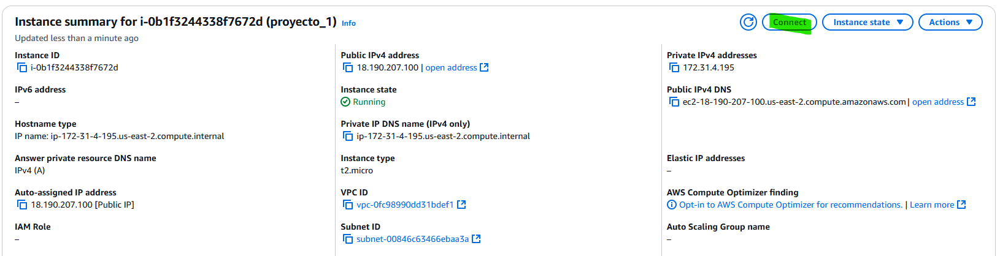 Instance summary for i-0b1f3244338f7672d (proyecto_1) Info
Connect
Instance state
Actions
Updated less than a minute ago
Instance ID
i-0b1f3244338f7672d
Public IPv4 address
18.190.207.100 | open address
Private IPv4 addresses
172.31.4.195
IPv6 address
–
Instance state
Running
Public IPv4 DNS
ec2-18-190-207-100.us-east-2.compute.amazonaws.com | open address
Hostname type
IP name: ip-172-31-4-195.us-east-2.compute.internal
Private IP DNS name (IPv4 only)
ip-172-31-4-195.us-east-2.compute.internal
Answer private resource DNS name
IPv4 (A)
Instance type
t2.micro
Elastic IP addresses
–
Auto-assigned IP address
18.190.207.100 [Public IP]
VPC ID
vpc-0fc98990dd31bdef1
AWS Compute Optimizer finding
Opt-in to AWS Compute Optimizer for recommendations. | Learn more
IAM Role
–
Subnet ID
subnet-00846c63466ebaa3a
Auto Scaling Group name
–